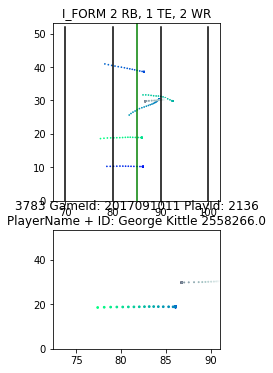 I_FORM 2 RB, 1 TE, 2 WR
50
40
30
20
10
0
70 80 90 100
3783 GameId: 2017091011 PlayId: 2136
PlayerName + ID: George Kittle 2558266.0
40
20
0
75 80 85 90